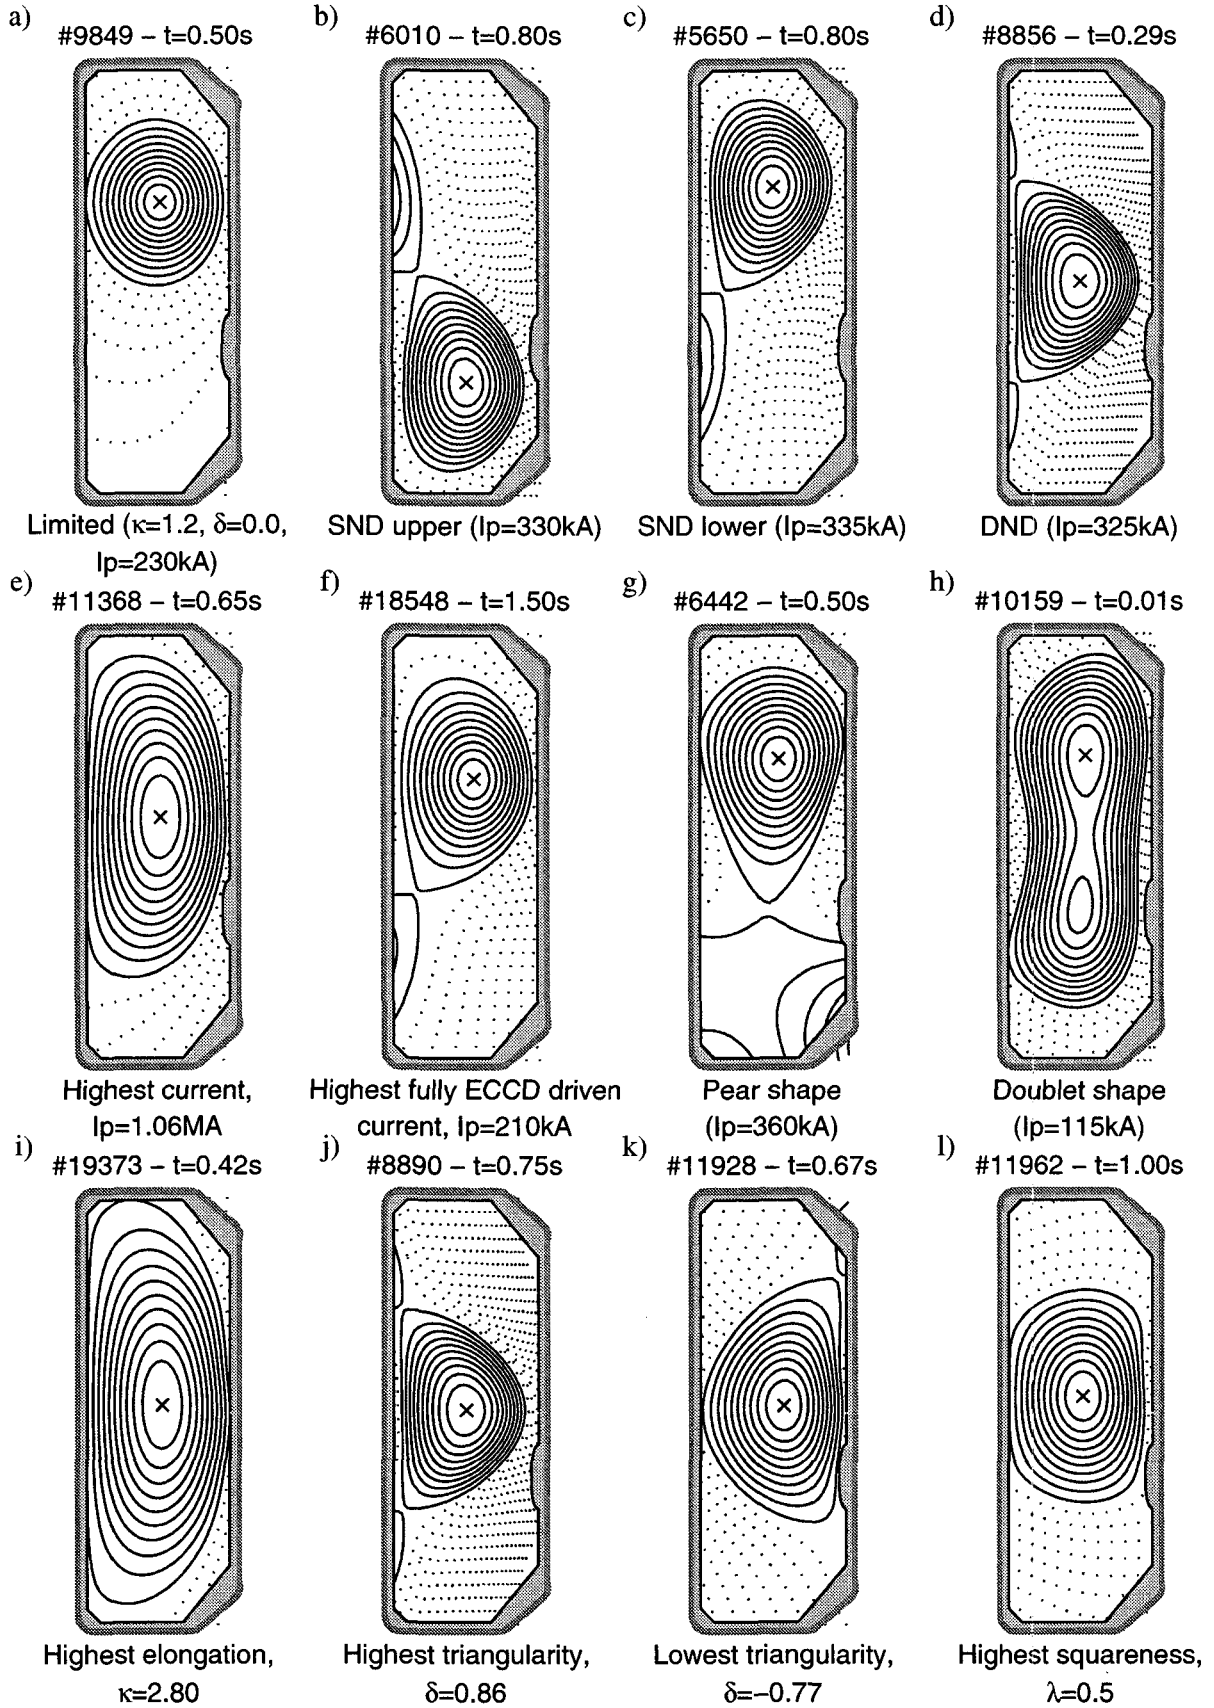 a)
#9849 – t=0.50s
b)
#6010 – t=0.80s
c)
#5650 – t=0.80s
d)
#8856 – t=0.29s
Limited (κ=1.2, δ=0.0,
Ip=230kA)
SND upper (Ip=330kA)
SND lower (Ip=335kA)
DND (Ip=325kA)
e)
#11368 – t=0.65s
f)
#18548 – t=1.50s
g)
#6442 – t=0.50s
h)
#10159 – t=0.01s
Highest current,
Ip=1.06MA
Highest fully ECCD driven
current, Ip=210kA
Pear shape
(Ip=360kA)
Doublet shape
(Ip=115kA)
i)
#19373 – t=0.42s
j)
#8890 – t=0.75s
k)
#11928 – t=0.67s
l)
#11962 – t=1.00s
Highest elongation,
κ=2.80
Highest triangularity,
δ=0.86
Lowest triangularity,
δ=−0.77
Highest squareness,
λ=0.5